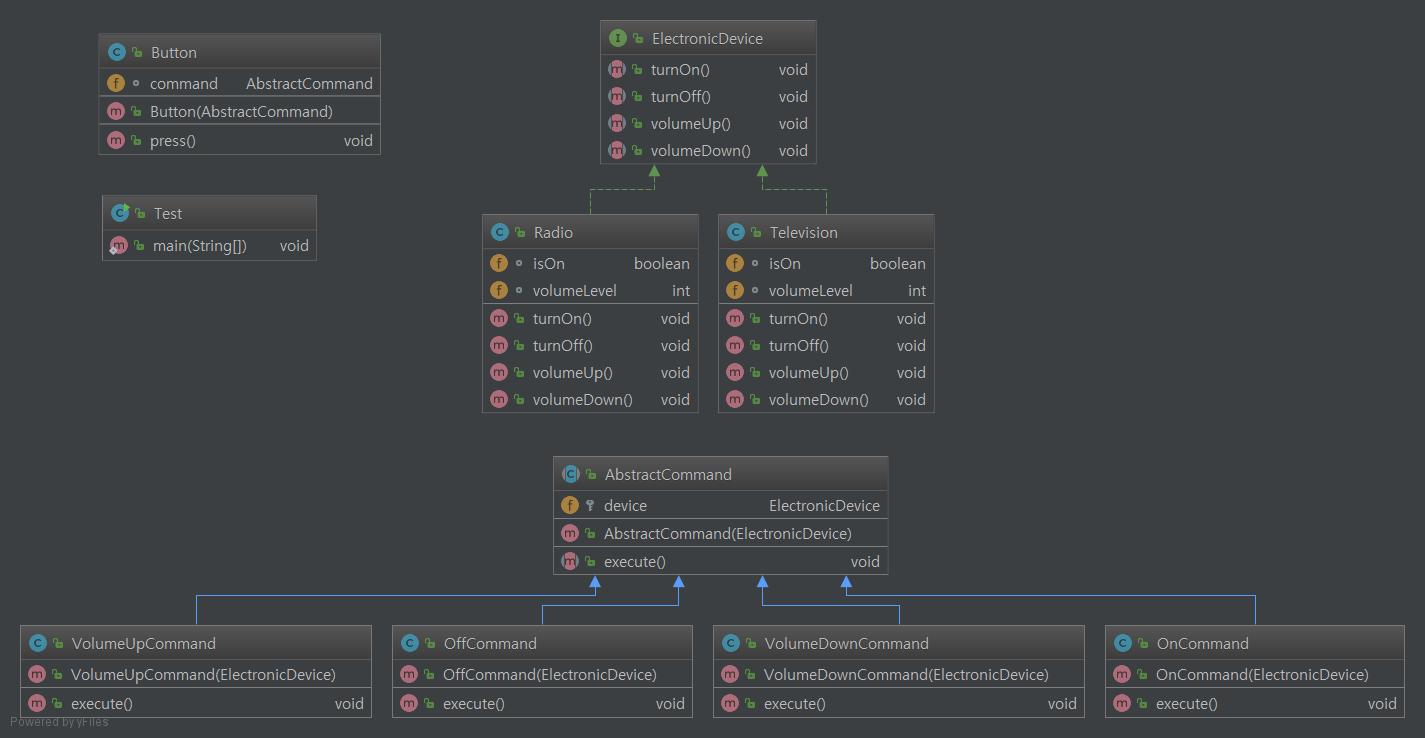 C Button
f command AbstractCommand
m Button(AbstractCommand)
m press() void
C Test
m main(String[]) void
I ElectronicDevice
m turnOn() void
m turnOff() void
m volumeUp() void
m volumeDown() void
C Radio
f isOn boolean
f volumeLevel int
m turnOn() void
m turnOff() void
m volumeUp() void
m volumeDown() void
C Television
f isOn boolean
f volumeLevel int
m turnOn() void
m turnOff() void
m volumeUp() void
m volumeDown() void
C AbstractCommand
f device ElectronicDevice
m AbstractCommand(ElectronicDevice)
m execute() void
C VolumeUpCommand
m VolumeUpCommand(ElectronicDevice)
m execute() void
C OffCommand
m OffCommand(ElectronicDevice)
m execute() void
C VolumeDownCommand
m VolumeDownCommand(ElectronicDevice)
m execute() void
C OnCommand
m OnCommand(ElectronicDevice)
m execute() void
Powered by yFiles